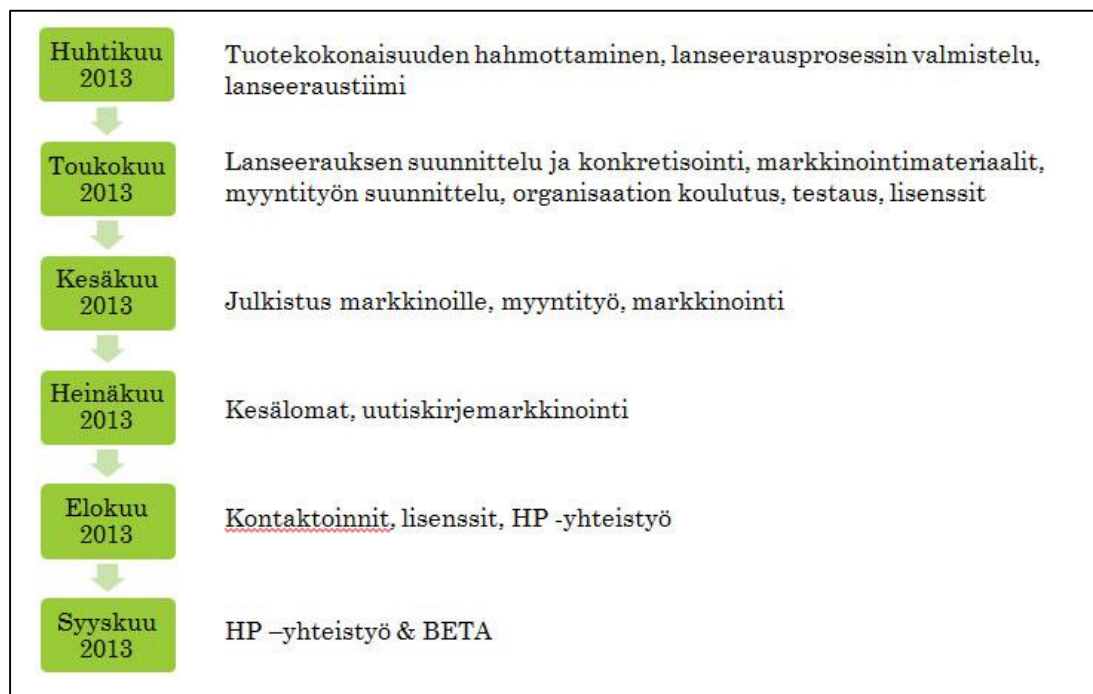 Huhtikuu
2013
Tuotekokonaisuuden hahmottaminen, lanseerausprosessin valmistelu,
lanseeraustiimi
Toukokuu
2013
Lanseerauksen suunnittelu ja konkretisointi, markkinointimateriaalit,
myyntityön suunnittelu, organisaation koulutus, testaus, lisenssit
Kesäkuu
2013
Julkistus markkinoille, myyntityö, markkinointi
Heinäkuu
2013
Kesälomat, uutiskirjemarkkinointi
Elokuu
2013
Kontaktoinnit, lisenssit, HP -yhteistyö
Syyskuu
2013
HP –yhteistyö & BETA